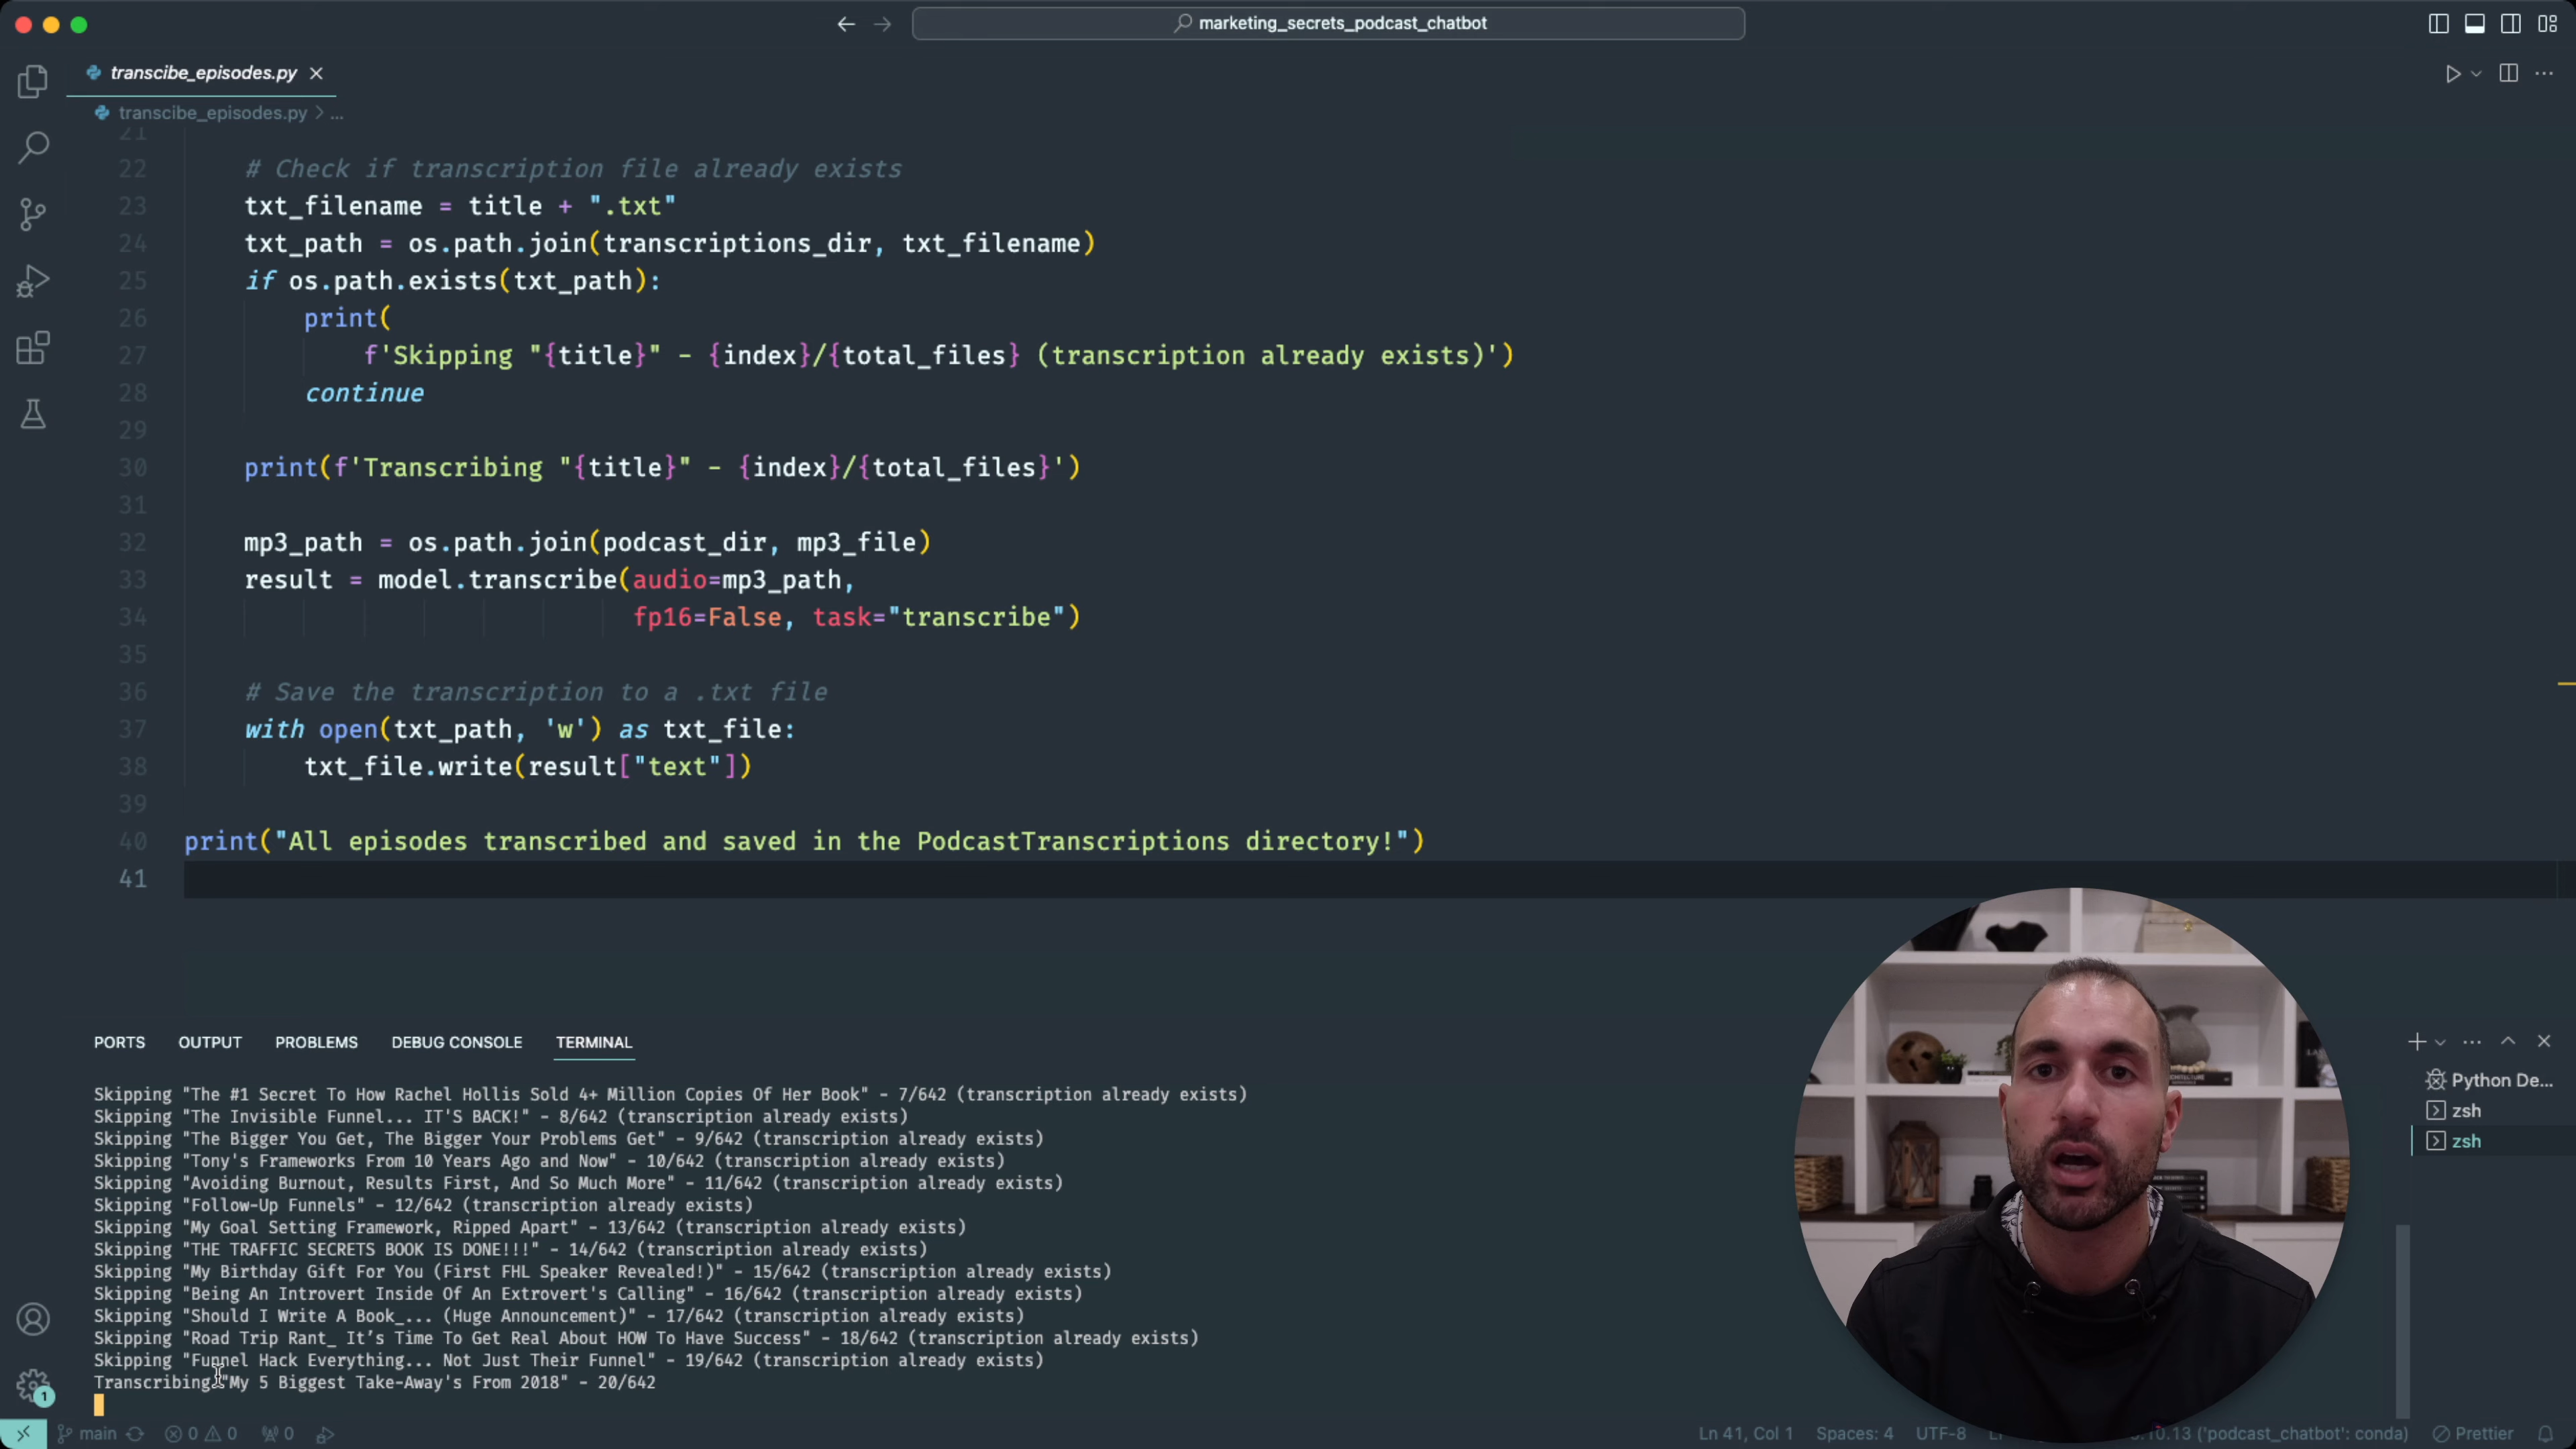 marketing_secrets_podcast_chatbot
transcibe_episodes.py
transcibe_episodes.py > ...
21
22 # Check if transcription file already exists
23 txt_filename = title + ".txt"
24 txt_path = os.path.join(transcriptions_dir, txt_filename)
25 if os.path.exists(txt_path):
26 print(
27 f'Skipping "{title}" - {index}/{total_files} (transcription already exists)')
28 continue
29
30 print(f'Transcribing "{title}" - {index}/{total_files}')
31
32 mp3_path = os.path.join(podcast_dir, mp3_file)
33 result = model.transcribe(audio=mp3_path,
34 fp16=False, task="transcribe")
35
36 # Save the transcription to a .txt file
37 with open(txt_path, 'w') as txt_file:
38 txt_file.write(result["text"])
39
40 print("All episodes transcribed and saved in the PodcastTranscriptions directory!")
41
PORTS OUTPUT PROBLEMS DEBUG CONSOLE TERMINAL
Skipping "The #1 Secret To How Rachel Hollis Sold 4+ Million Copies Of Her Book" - 7/642 (transcription already exists)
Skipping "The Invisible Funnel... IT'S BACK!" - 8/642 (transcription already exists)
Skipping "The Bigger You Get, The Bigger Your Problems Get" - 9/642 (transcription already exists)
Skipping "Tony's Frameworks From 10 Years Ago and Now" - 10/642 (transcription already exists)
Skipping "Avoiding Burnout, Results First, And So Much More" - 11/642 (transcription already exists)
Skipping "Follow-Up Funnels" - 12/642 (transcription already exists)
Skipping "My Goal Setting Framework, Ripped Apart" - 13/642 (transcription already exists)
Skipping "THE TRAFFIC SECRETS BOOK IS DONE!!!" - 14/642 (transcription already exists)
Skipping "My Birthday Gift For You (First FHL Speaker Revealed!)" - 15/642 (transcription already exists)
Skipping "Being An Introvert Inside Of An Extrovert's Calling" - 16/642 (transcription already exists)
Skipping "Should I Write A Book_... (Huge Announcement)" - 17/642 (transcription already exists)
Skipping "Road Trip Rant_ It’s Time To Get Real About HOW To Have Success" - 18/642 (transcription already exists)
Skipping "Funnel Hack Everything... Not Just Their Funnel" - 19/642 (transcription already exists)
Transcribing "My 5 Biggest Take-Away's From 2018" - 20/642
Python De...
zsh
zsh
1
main 0 0 0 Ln 41, Col 1 Spaces: 4 UTF-8 ('podcast_chatbot': conda) Prettier